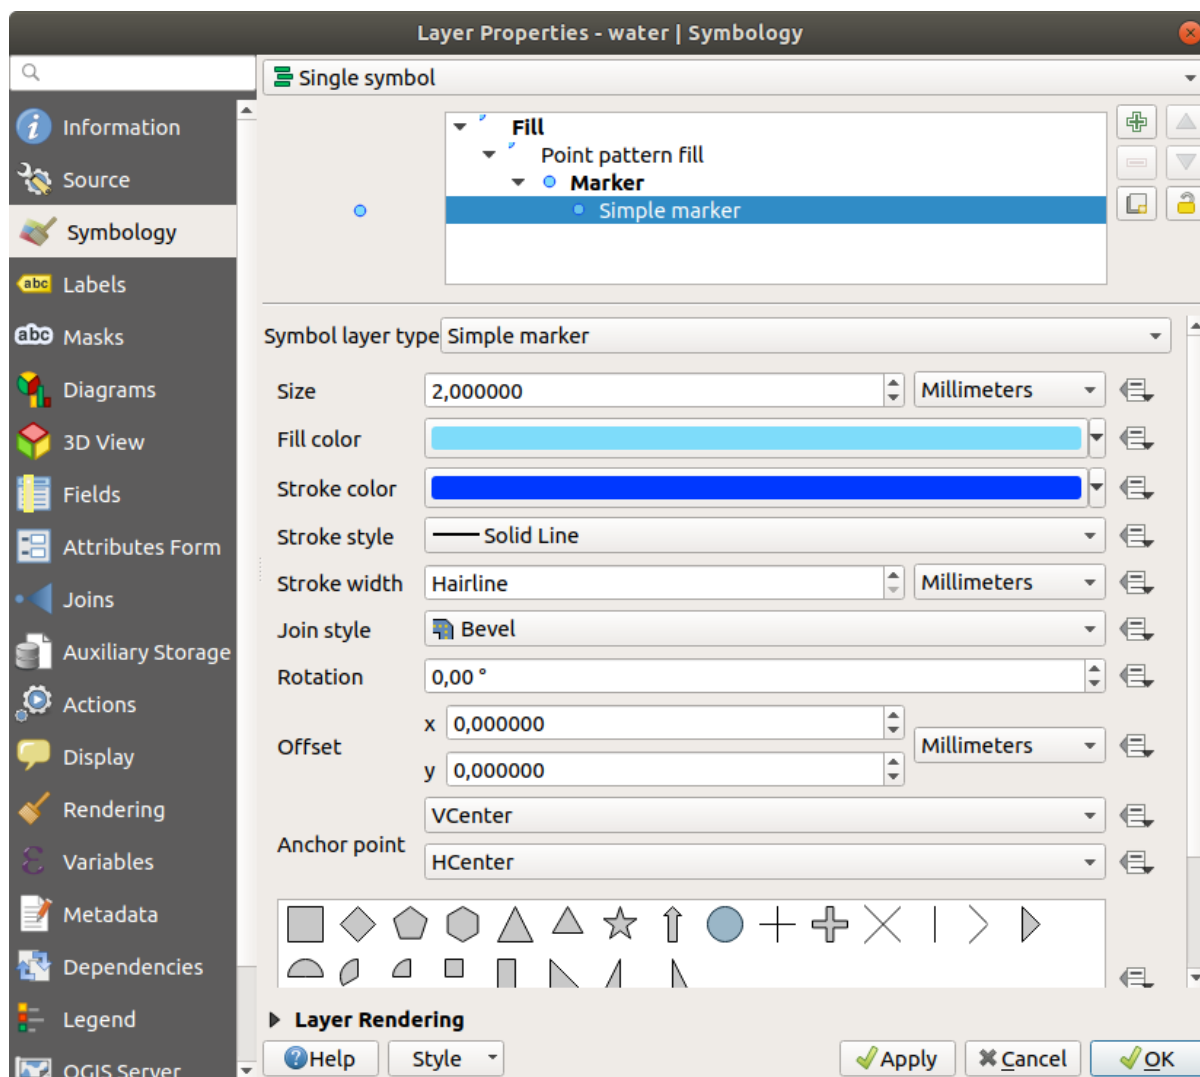 Layer Properties - water | Symbology
Single symbol
Information
Source
Symbology
abc Labels
abc Masks
Diagrams
3D View
Fields
Attributes Form
Joins
Auxiliary Storage
Actions
Display
Rendering
Variables
Metadata
Dependencies
Legend
QGIS Server
Fill
Point pattern fill
Marker
Simple marker
Symbol layer type Simple marker
Size 2,000000 Millimeters
Fill color
Stroke color
Stroke style Solid Line
Stroke width Hairline Millimeters
Join style Bevel
Rotation 0,00 °
Offset x 0,000000 Millimeters
y 0,000000
Anchor point VCenter
HCenter
Layer Rendering
Help Style Apply Cancel OK